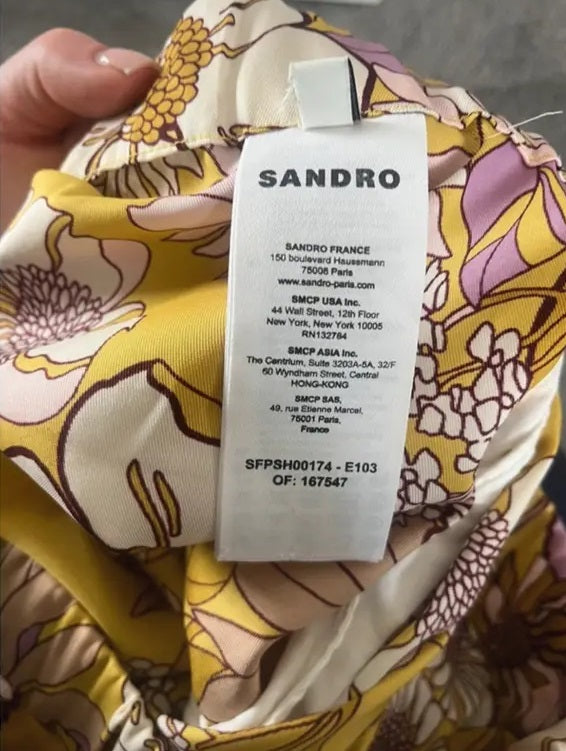 SANDRO
SANDRO FRANCE
150 boulevard Haussmann
75008 Paris
www.sandro-paris.com
SMCP USA Inc.
44 Wall Street, 12th Floor
New York, New York 10005
RN132764
SMCP ASIA Inc.
The Centrium, Suite 3203A-5A, 32/F
60 Wyndham Street, Central
HONG-KONG
SMCP SAS,
49, rue Etienne Marcel,
75001 Paris,
France
SFPSH00174 - E103
OF: 167547